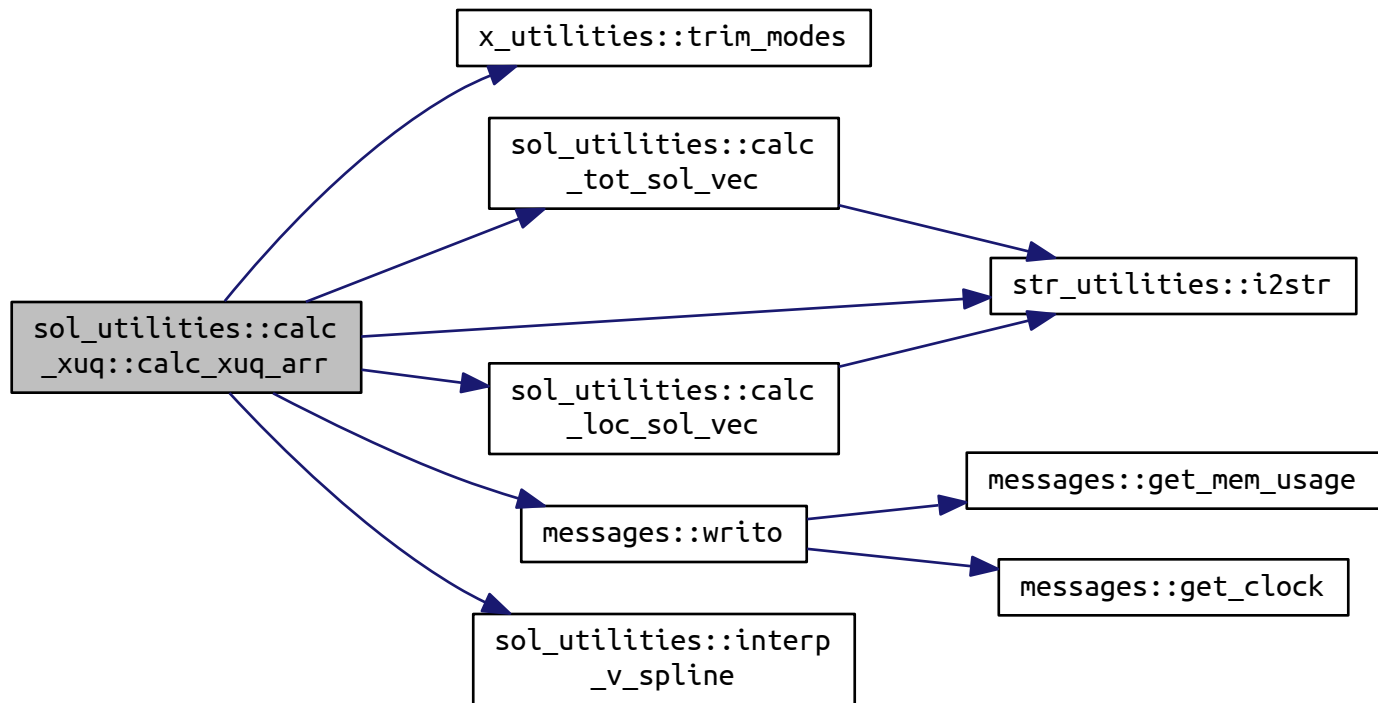 x_utilities::trim_modes
sol_utilities::calc
_tot_sol_vec
str_utilities::i2str
sol_utilities::calc
_xuq::calc_xuq_arr
sol_utilities::calc
_loc_sol_vec
messages::get_mem_usage
messages::writo
messages::get_clock
sol_utilities::interp
_v_spline